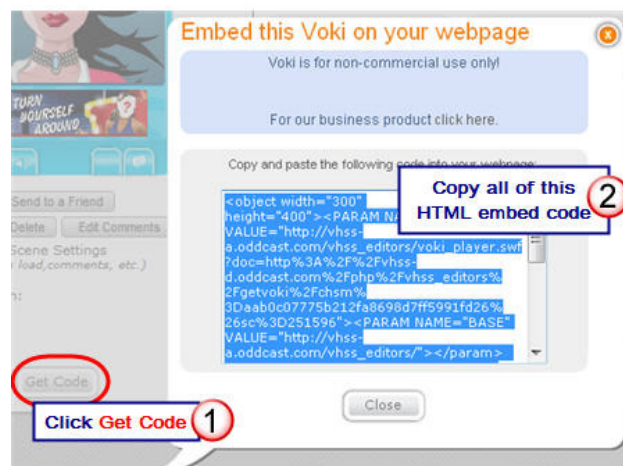 Embed this Voki on your webpage
Voki is for non-commercial use only!
For our business product click here.
TURN
YOURSELF
AROUND
?
Copy and paste the following code into your webpage:
Copy all of this
HTML embed code
2
<object width="300"
height="400"><PARAM NA
VALUE="http://vhss-
a.oddcast.com/vhss_editors/voki_player.swf
?doc=http%3A%2F%2Fvhss-
d.oddcast.com%2Fphp%2Fvhss_editors%
2Fgetvoki%2Fchsm%
3Daab0c07775b212fa8698d7ff5991fd26%
26sc%3D251596"><PARAM NAME="BASE"
VALUE="http://vhss-
a.oddcast.com/vhss_editors/"></param>
Send to a Friend
Delete
Edit Comments
Scene Settings
load,comments, etc.)
Get Code
Close
Click Get Code
1